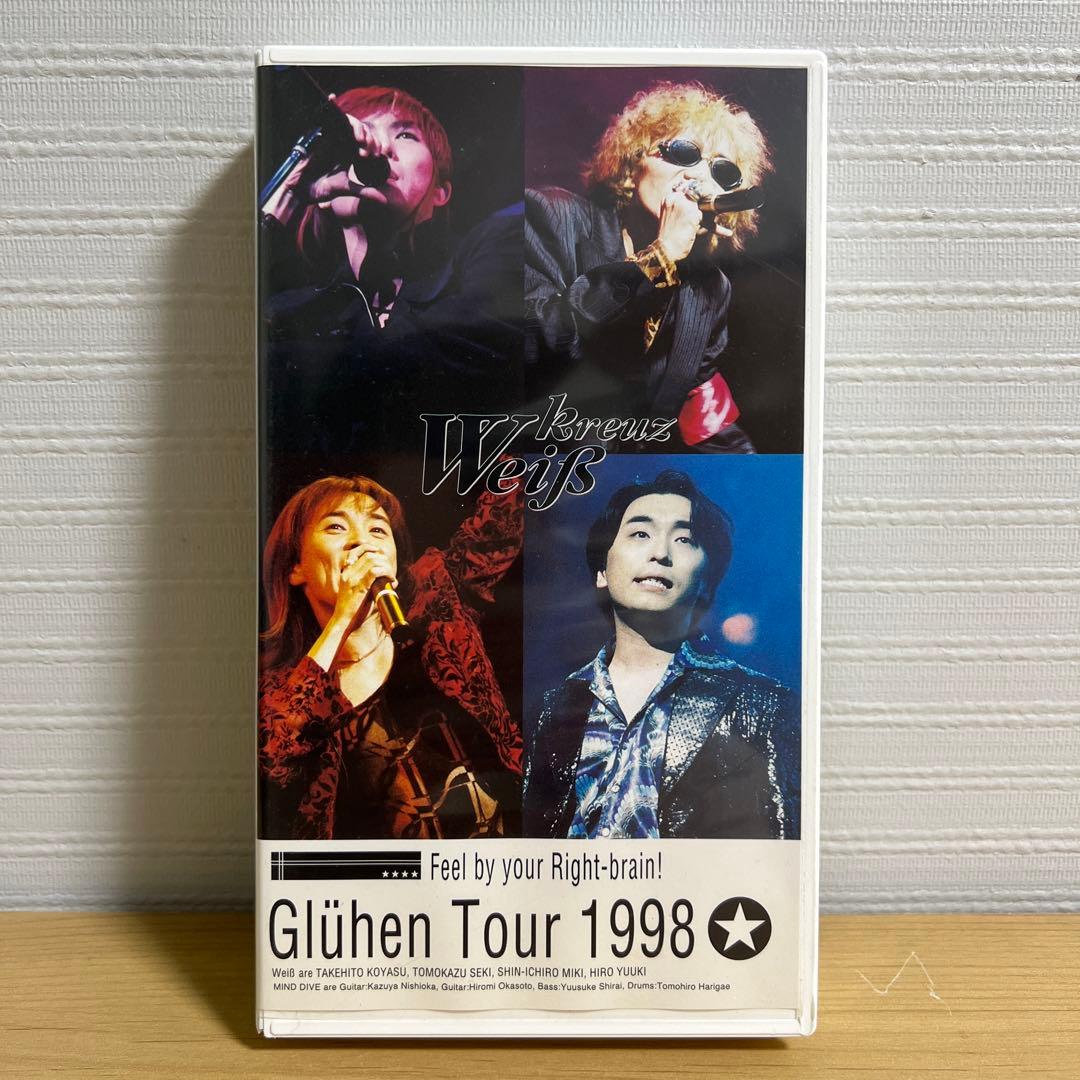 Weiß kreuz
★★★★ Feel by your Right-brain!
Glühen Tour 1998 ★
Weiß are TAKEHITO KOYASU, TOMOKAZU SEKI, SHIN-ICHIRO MIKI, HIRO YUUKI
MIND DIVE are Guitar:Kazuya Nishioka, Guitar:Hiromi Okasoto, Bass:Yuusuke Shirai, Drums:Tomohiro Harigae